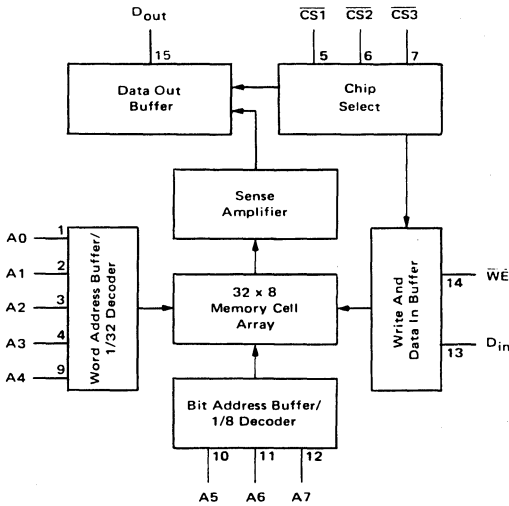 Dout
CS1 CS2 CS3
15
5 6 7
Data Out
Buffer
Chip
Select
Sense
Amplifier
A0 1
A1 2
A2 3
A3 4
A4 9
Word Address Buffer/
1/32 Decoder
32 x 8
Memory Cell
Array
Write And
Data In Buffer
14 WE
13 Din
Bit Address Buffer/
1/8 Decoder
10 11 12
A5 A6 A7